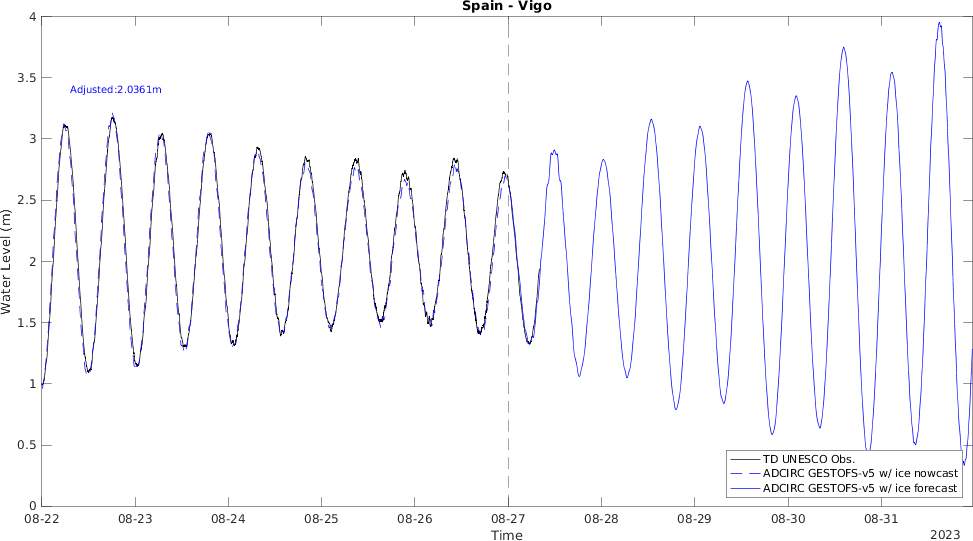 Spain - Vigo
Adjusted:2.0361m
Water Level (m)
4
3.5
3
2.5
2
1.5
1
0.5
0
TD UNESCO Obs.
ADCIRC GESTOFS-v5 w/ ice nowcast
ADCIRC GESTOFS-v5 w/ ice forecast
08-22 08-23 08-24 08-25 08-26 08-27 08-28 08-29 08-30 08-31
Time
2023